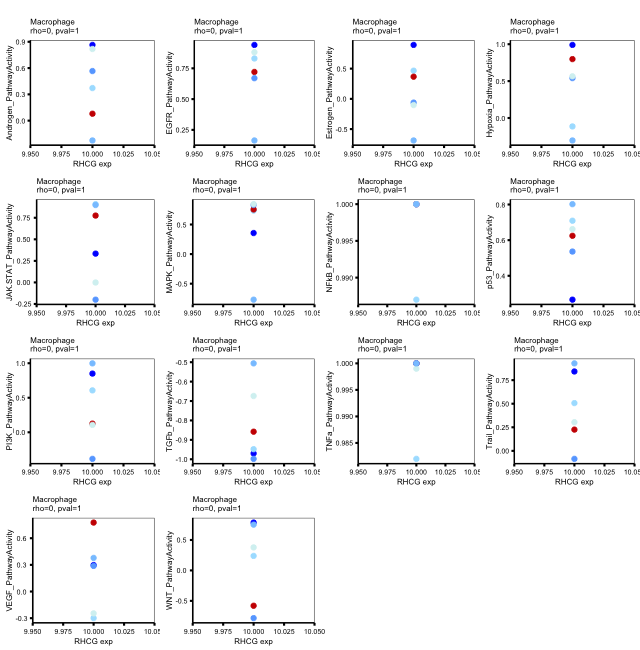 Macrophage
rho=0, pval=1
Androgen_PathwayActivity
0.9
0.6
0.3
0.0
9.950 9.975 10.000 10.025 10.05
RHCG exp
Macrophage
rho=0, pval=1
EGFR_PathwayActivity
0.75
0.50
0.25
9.950 9.975 10.000 10.025 10.05
RHCG exp
Macrophage
rho=0, pval=1
Estrogen_PathwayActivity
0.5
0.0
-0.5
9.950 9.975 10.000 10.025 10.05
RHCG exp
Macrophage
rho=0, pval=1
Hypoxia_PathwayActivity
1.0
0.5
0.0
9.950 9.975 10.000 10.025 10.05
RHCG exp
Macrophage
rho=0, pval=1
JAK.STAT_PathwayActivity
0.75
0.50
0.25
0.00
-0.25
9.950 9.975 10.000 10.025 10.05
RHCG exp
Macrophage
rho=0, pval=1
MAPK_PathwayActivity
0.5
0.0
-0.5
9.950 9.975 10.000 10.025 10.05
RHCG exp
Macrophage
rho=0, pval=1
NFkB_PathwayActivity
1.000
0.995
0.990
9.950 9.975 10.000 10.025 10.05
RHCG exp
Macrophage
rho=0, pval=1
p53_PathwayActivity
0.8
0.6
0.4
9.950 9.975 10.000 10.025 10.05
RHCG exp
Macrophage
rho=0, pval=1
PI3K_PathwayActivity
1.0
0.5
0.0
9.950 9.975 10.000 10.025 10.05
RHCG exp
Macrophage
rho=0, pval=1
TGFb_PathwayActivity
-0.5
-0.6
-0.7
-0.8
-0.9
-1.0
9.950 9.975 10.000 10.025 10.05
RHCG exp
Macrophage
rho=0, pval=1
TNFa_PathwayActivity
1.000
0.995
0.990
0.985
9.950 9.975 10.000 10.025 10.05
RHCG exp
Macrophage
rho=0, pval=1
Trail_PathwayActivity
0.75
0.50
0.25
0.00
9.950 9.975 10.000 10.025 10.05
RHCG exp
Macrophage
rho=0, pval=1
VEGF_PathwayActivity
0.6
0.3
0.0
-0.3
9.950 9.975 10.000 10.025 10.05
RHCG exp
Macrophage
rho=0, pval=1
WNT_PathwayActivity
0.5
0.0
-0.5
9.950 9.975 10.000 10.025 10.050
RHCG exp